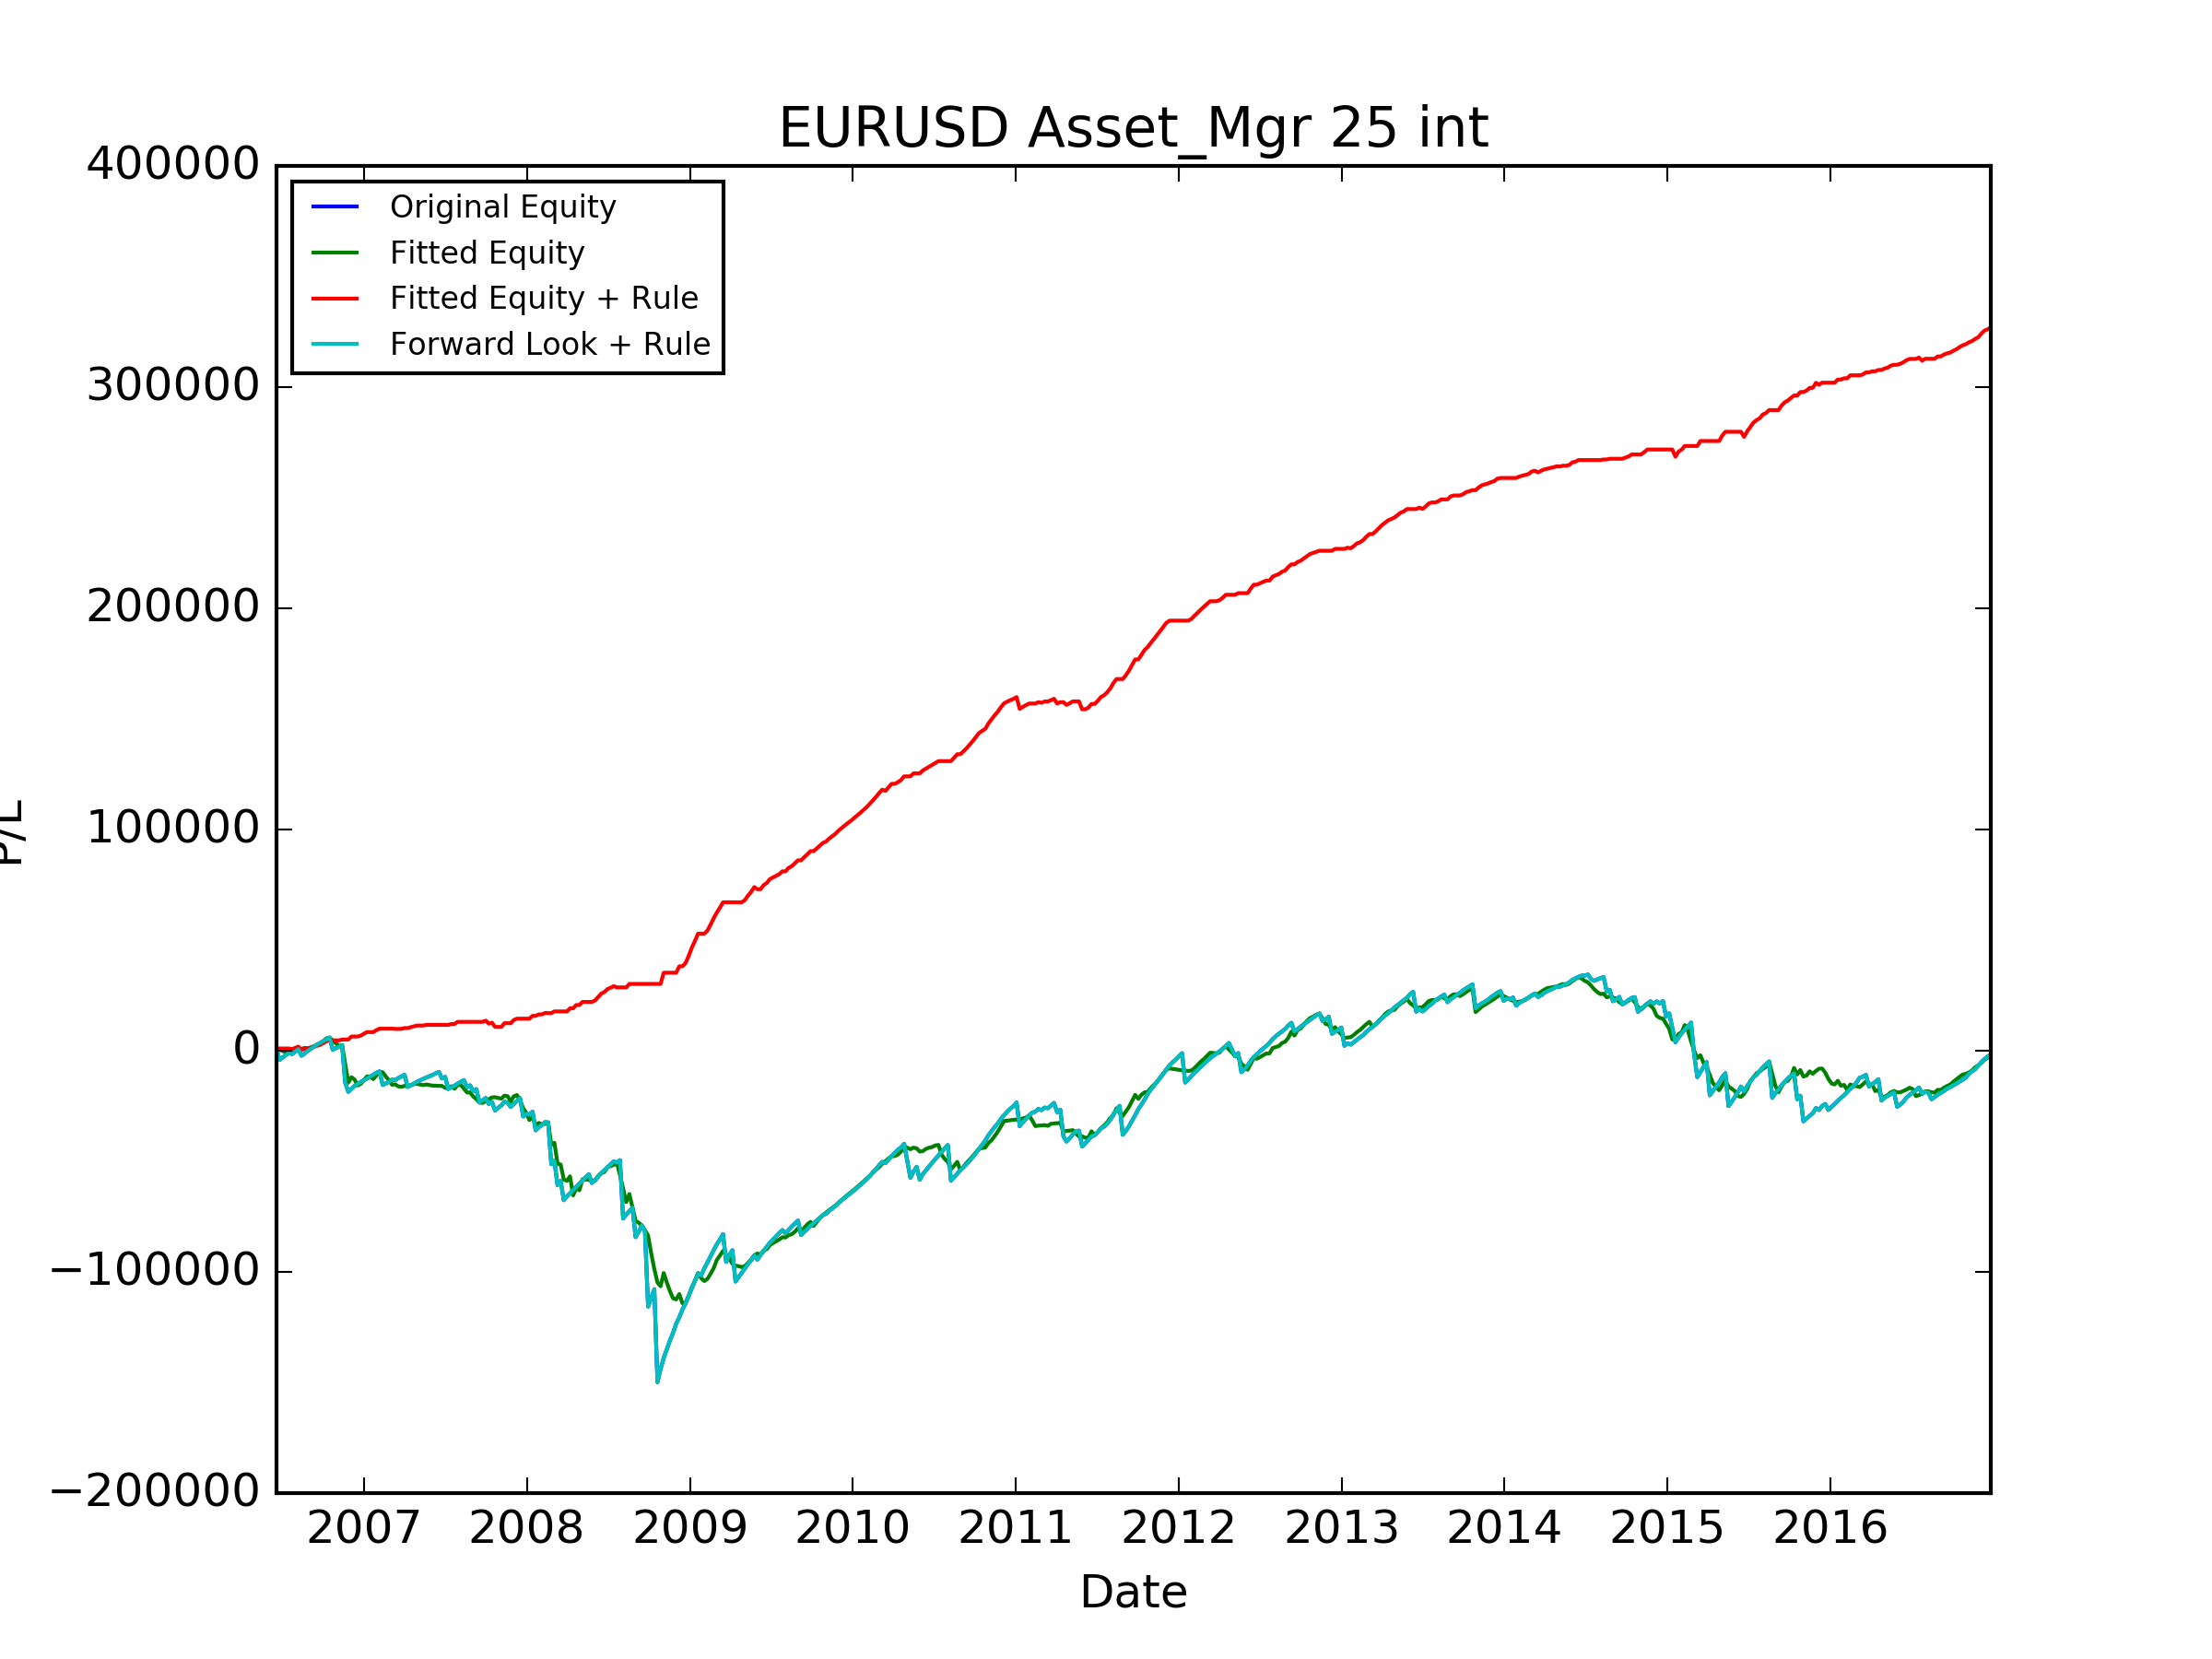 EURUSD Asset_Mgr 25 int
400000
300000
200000
100000
0
−100000
−200000
P/L
Original Equity
Fitted Equity
Fitted Equity + Rule
Forward Look + Rule
2007 2008 2009 2010 2011 2012 2013 2014 2015 2016
Date